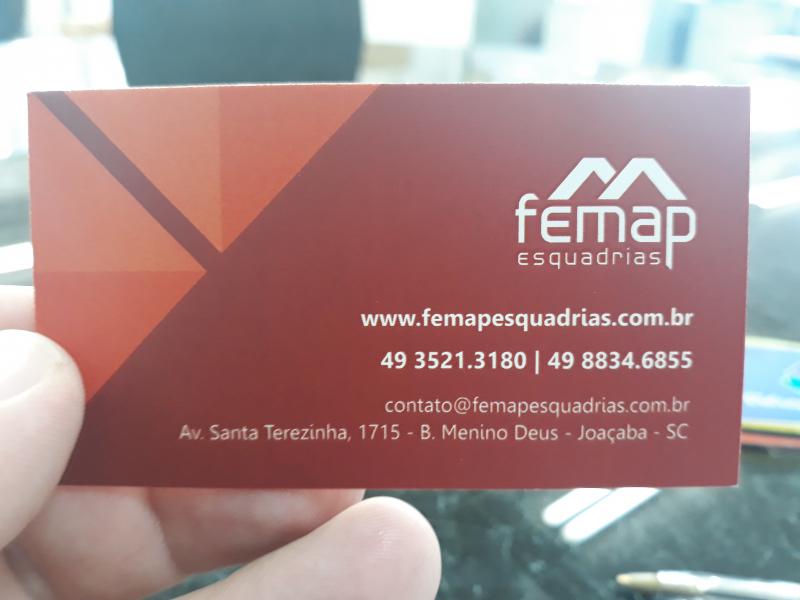 femap
esquadrias
www.femapesquadrias.com.br
49 3521.3180 | 49 8834.6855
contato@femapesquadrias.com.br
Av. Santa Terezinha, 1715 - B. Menino Deus - Joaçaba - SC